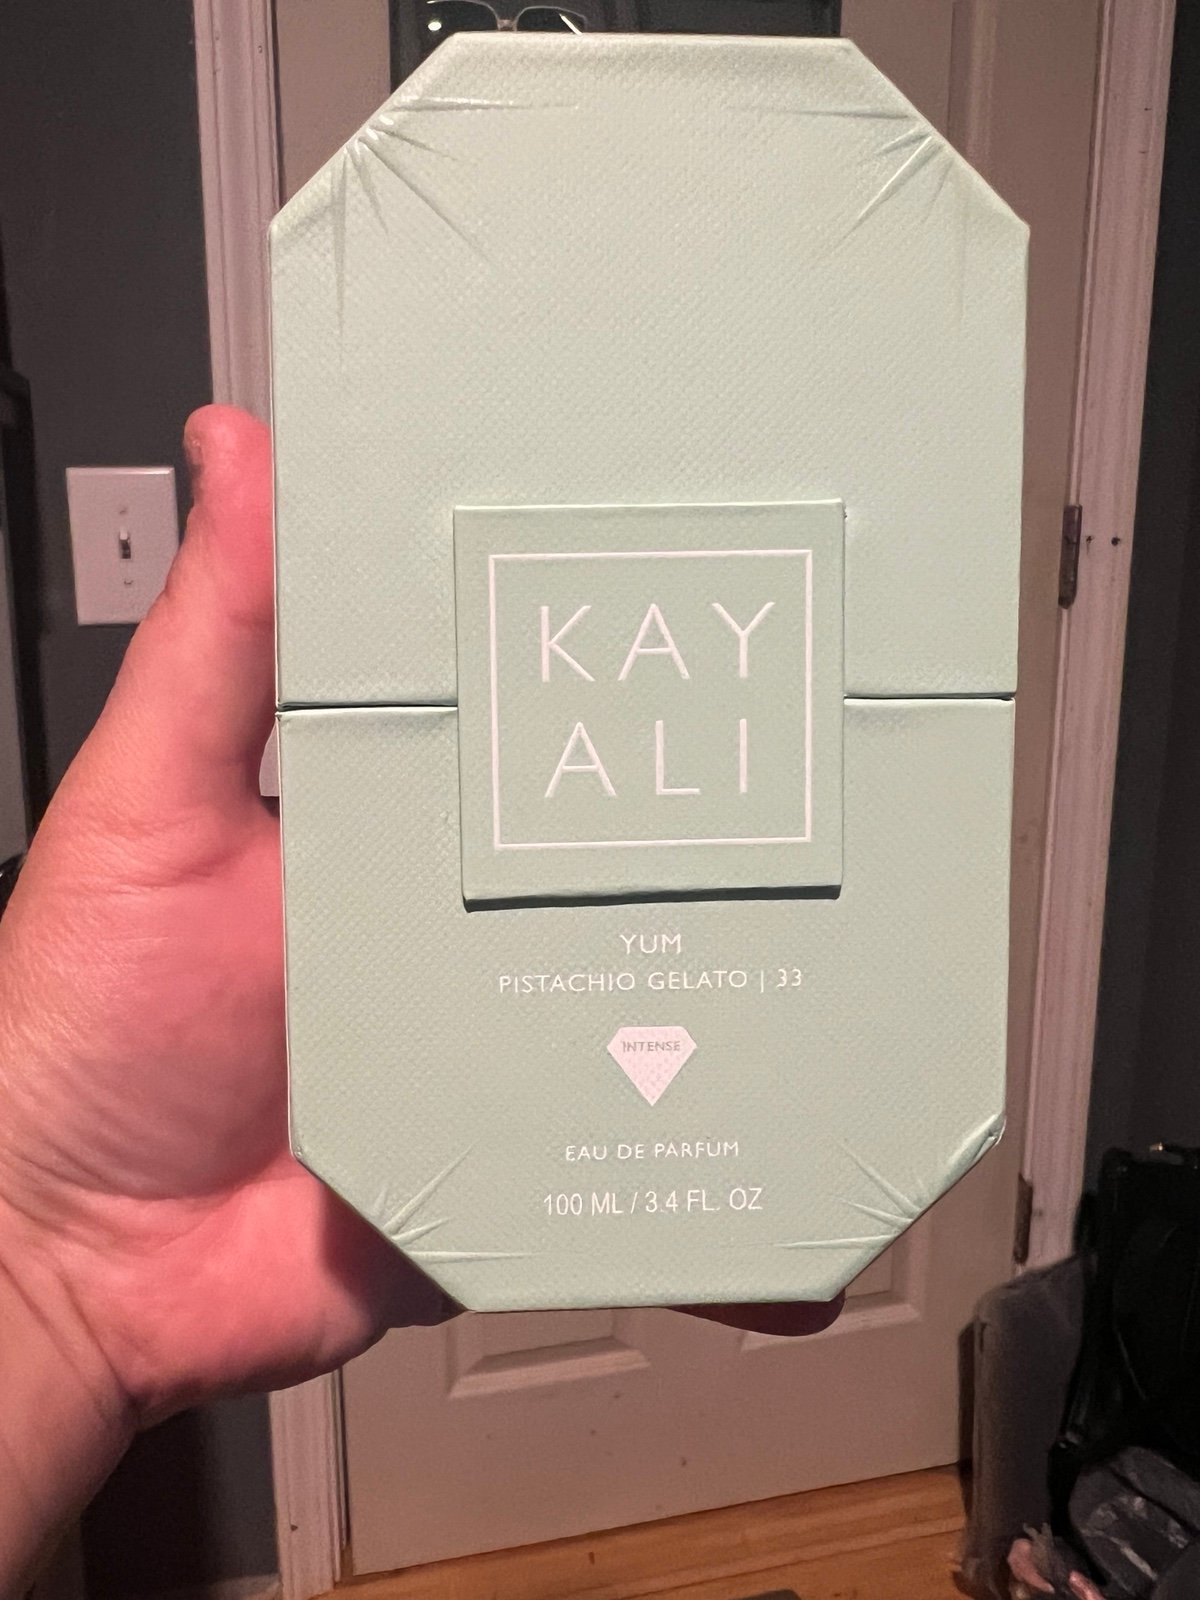 KAY
ALI
YUM
PISTACHIO GELATO | 33
INTENSE
EAU DE PARFUM
100 ML / 3.4 FL. OZ